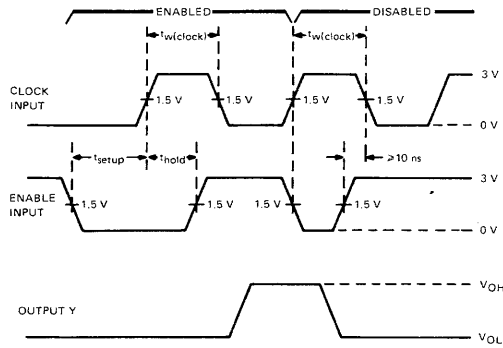 ENABLED DISABLED
tw(clock) tw(clock)
CLOCK INPUT 1.5 V 1.5 V 1.5 V 1.5 V 3 V
0 V
tsetup thold ⩾10 ns
ENABLE INPUT 1.5 V 1.5 V 1.5 V 1.5 V 3 V
0 V
OUTPUT Y VOH
VOL